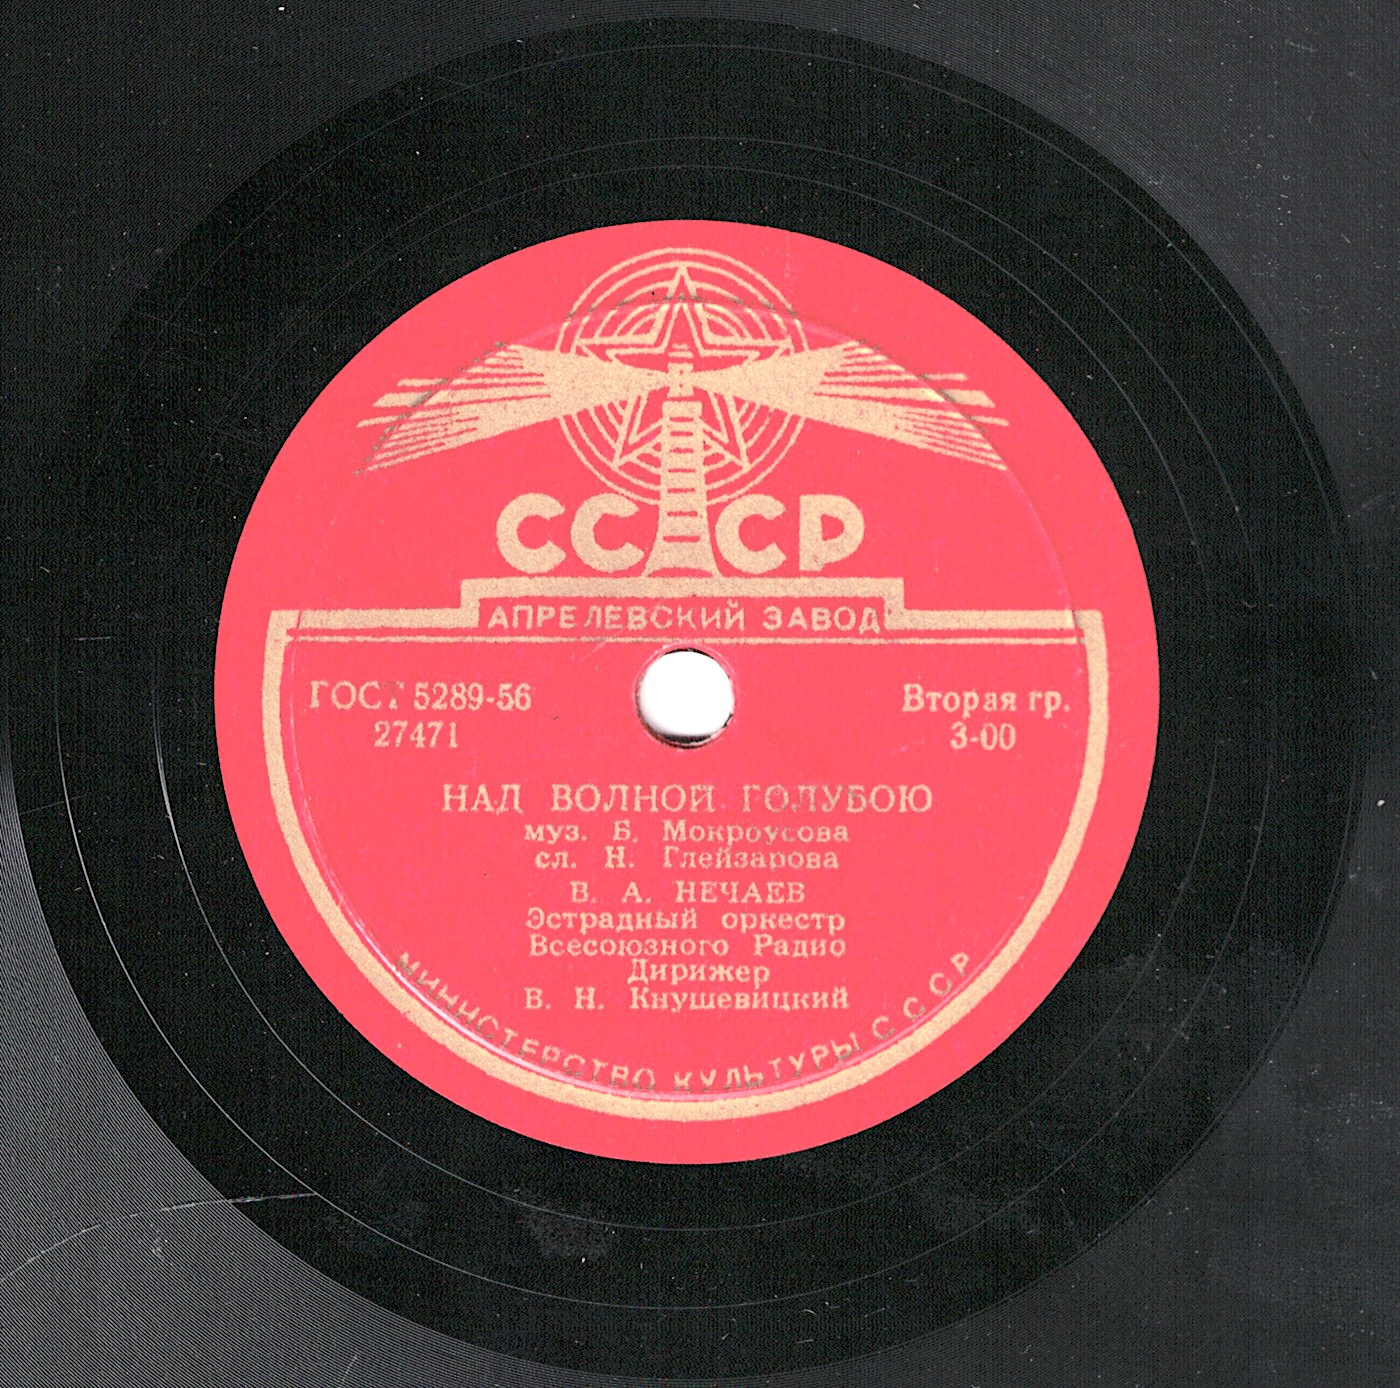 СССР
АПРЕЛЕВСКИЙ ЗАВОД
ГОСТ 5289-56
27471
Вторая гр.
3-00
НАД ВОЛНОЙ ГОЛУБОЮ
муз. Б. Мокроусова
сл. Н. Глейзарова
В. А. НЕЧАЕВ
Эстрадный оркестр
Всесоюзного Радио
Дирижер
В. Н. Кнушевицкий
МИНИСТЕРСТВО КУЛЬТУРЫ СССР